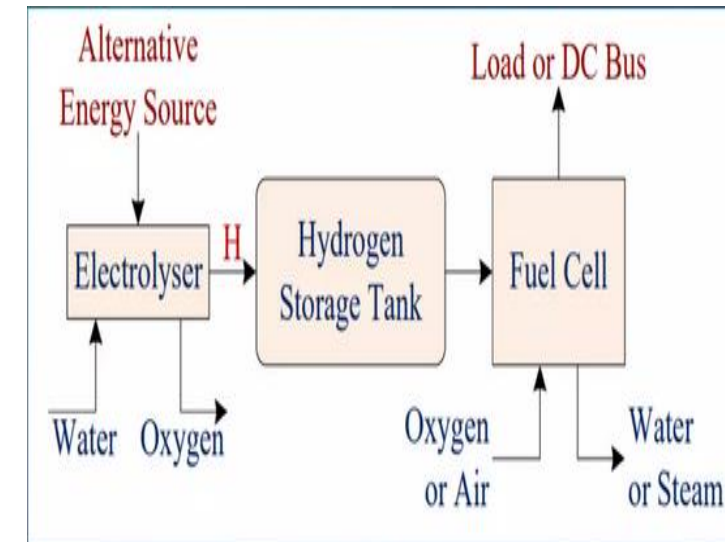 Alternative
Energy Source
Load or DC Bus
Electrolyser
H
Hydrogen
Storage Tank
Fuel Cell
Water
Oxygen
Oxygen
or Air
Water
or Steam